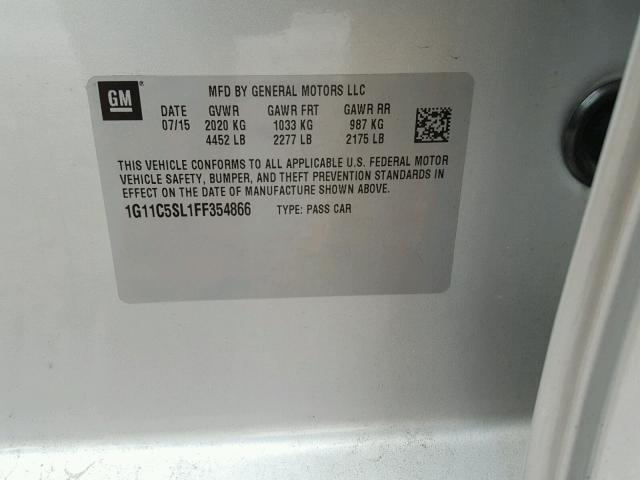 GM
MFD BY GENERAL MOTORS LLC
DATE GVWR GAWR FRT GAWR RR
07/15 2020 KG 1033 KG 987 KG
4452 LB 2277 LB 2175 LB
THIS VEHICLE CONFORMS TO ALL APPLICABLE U.S. FEDERAL MOTOR
VEHICLE SAFETY, BUMPER, AND THEFT PREVENTION STANDARDS IN
EFFECT ON THE DATE OF MANUFACTURE SHOWN ABOVE.
1G11C5SL1FF354866 TYPE: PASS CAR